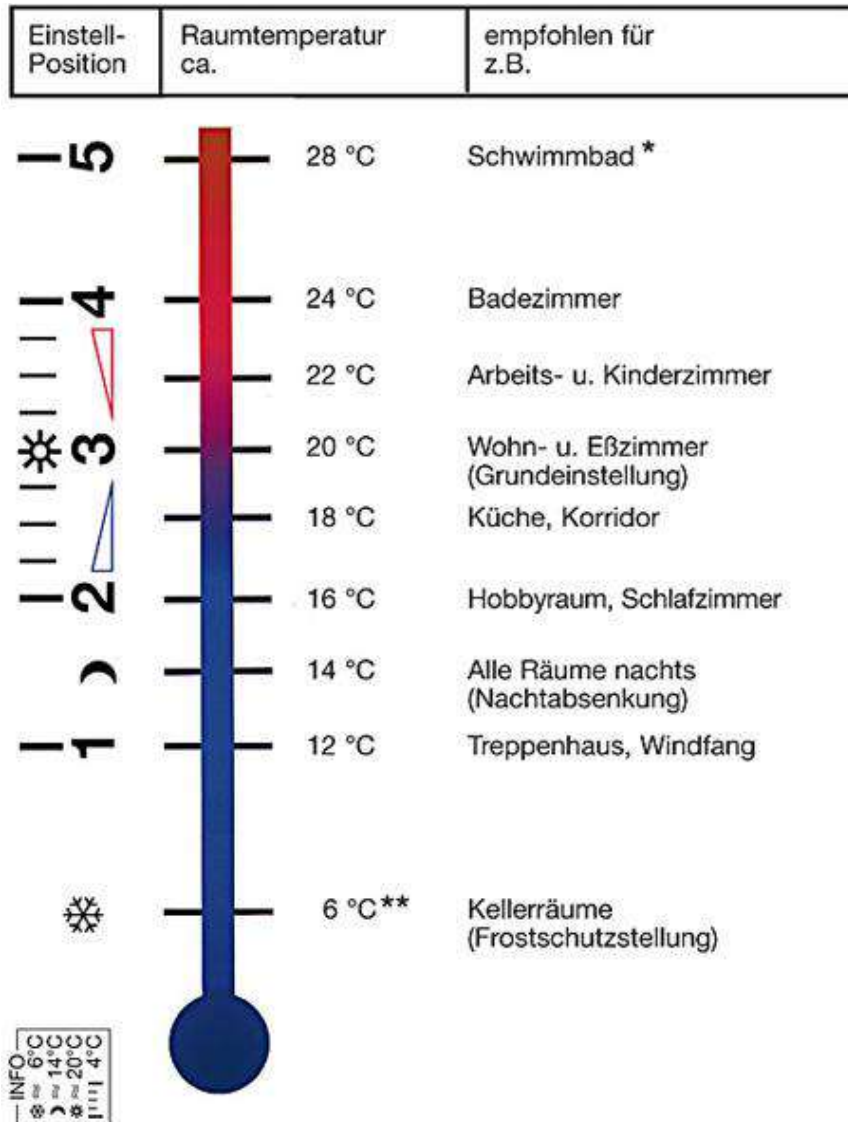 Einstell-
Position
Raumtemperatur
ca.
empfohlen für
z.B.
5 28 °C Schwimmbad *
4 24 °C Badezimmer
22 °C Arbeits- u. Kinderzimmer
3 20 °C Wohn- u. Eßzimmer
(Grundeinstellung)
18 °C Küche, Korridor
2 16 °C Hobbyraum, Schlafzimmer
14 °C Alle Räume nachts
(Nachtabsenkung)
1 12 °C Treppenhaus, Windfang
6 °C** Kellerräume
(Frostschutzstellung)
INFO
❄ ≈ 6°C
☽ ≈ 14°C
☼ ≈ 20°C
4°C